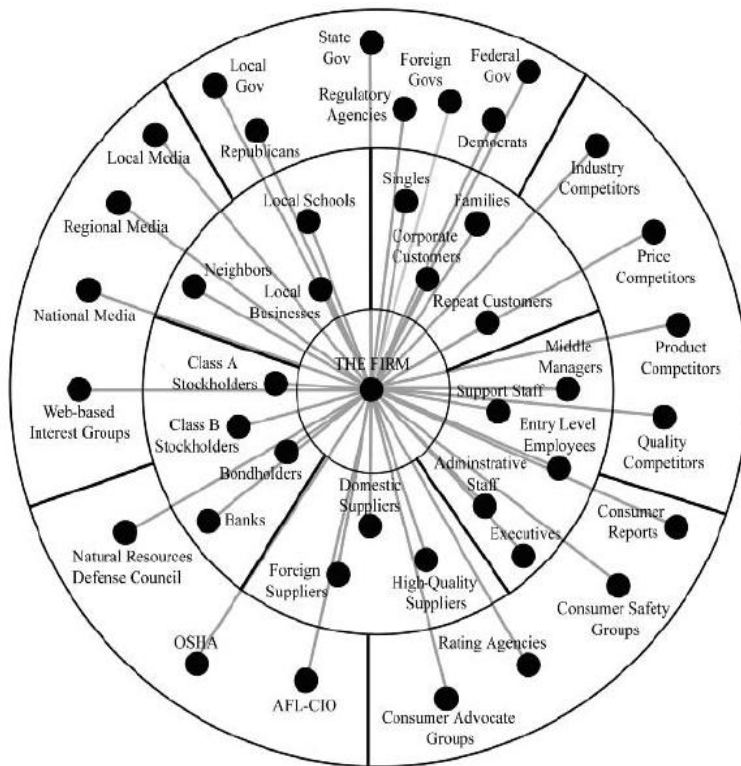 State
Gov
Foreign
Govs
Federal
Gov
Local
Gov
Regulatory
Agencies
Republicans
Democrats
Local Media
Industry
Competitors
Singles
Families
Local Schools
Regional Media
Corporate
Customers
Price
Competitors
Neighbors
Local
Businesses
Repeat Customers
National Media
Product
Competitors
Middle
Managers
THE FIRM
Class A
Stockholders
Support Staff
Web-based
Interest Groups
Class B
Stockholders
Entry Level
Employees
Quality
Competitors
Bondholders
Adminstrative
Staff
Domestic
Suppliers
Banks
Executives
Consumer
Reports
Natural Resources
Defense Council
Foreign
Suppliers
High-Quality
Suppliers
Consumer Safety
Groups
OSHA
Rating Agencies
AFL-CIO
Consumer Advocate
Groups